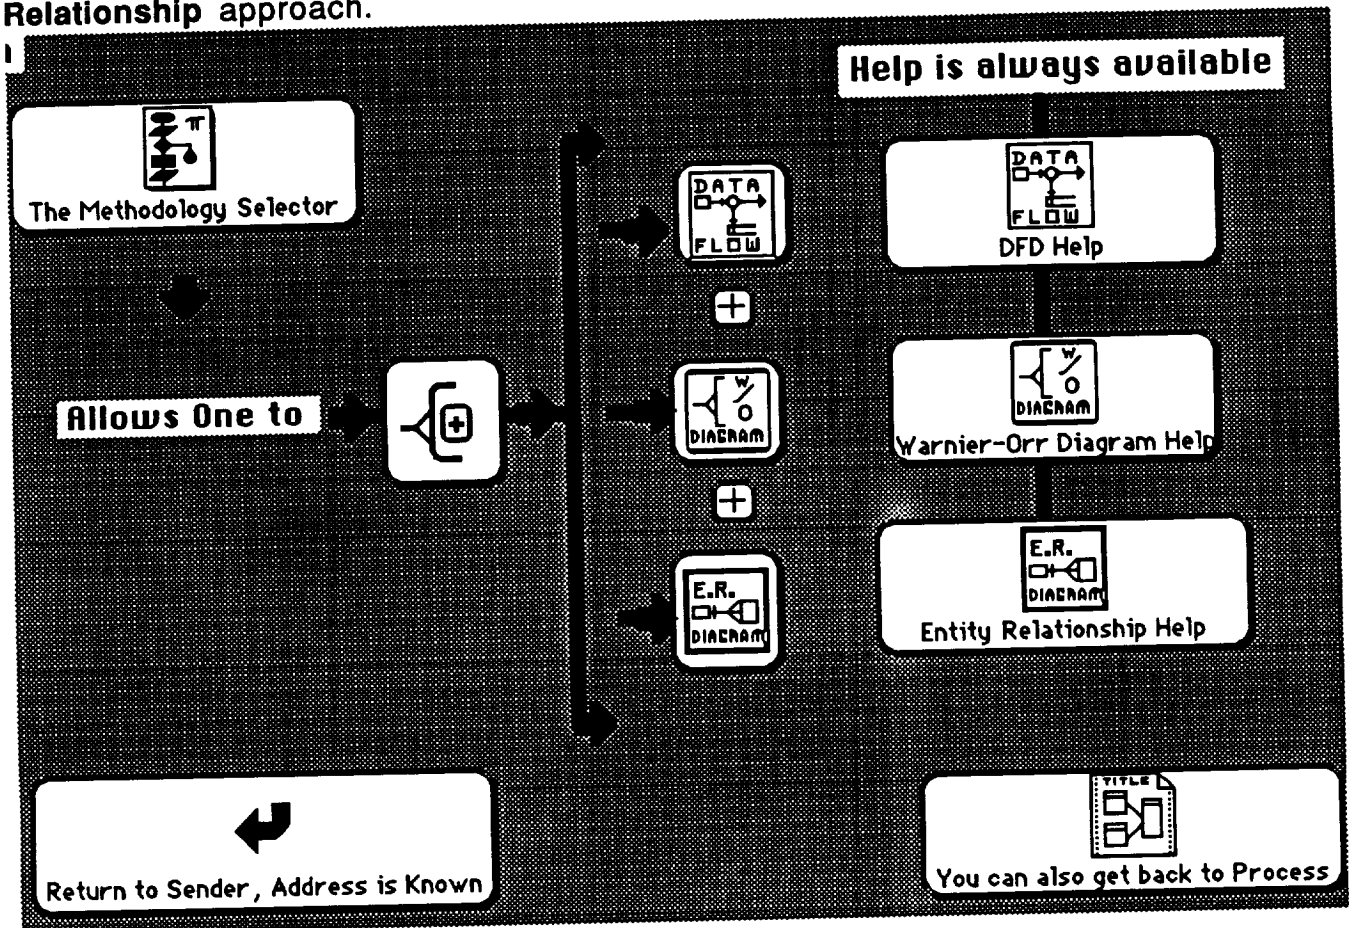 Relationship approach.
Help is always available
π
The Methodology Selector
DATA
FLOW
DATA
FLOW
DFD Help
+
Allows One to
+
W/O
DIAGRAM
W/O
DIAGRAM
Warnier-Orr Diagram Help
+
E.R.
DIAGRAM
E.R.
DIAGRAM
Entity Relationship Help
Return to Sender, Address is Known
TITLE
You can also get back to Process